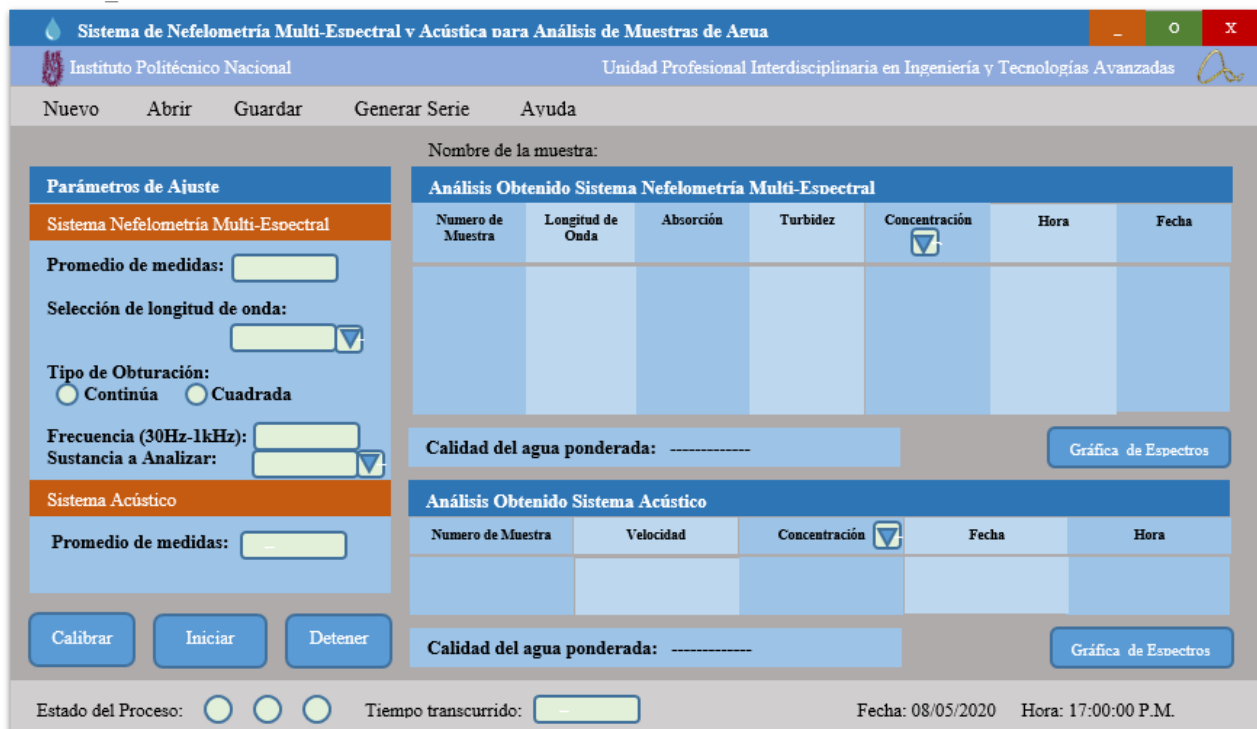 Sistema de Nefelometría Multi-Espectral y Acústica para Análisis de Muestras de Agua
_ O X
Instituto Politécnico Nacional Unidad Profesional Interdisciplinaria en Ingeniería y Tecnologías Avanzadas
Nuevo Abrir Guardar Generar Serie Ayuda
Nombre de la muestra:
Parámetros de Ajuste
Sistema Nefelometría Multi-Espectral
Promedio de medidas:
Selección de longitud de onda:
Tipo de Obturación:
Continúa Cuadrada
Frecuencia (30Hz-1kHz):
Sustancia a Analizar:
Sistema Acústico
Promedio de medidas:
Calibrar Iniciar Detener
Análisis Obtenido Sistema Nefelometría Multi-Espectral
Numero de Muestra Longitud de Onda Absorción Turbidez Concentración Hora Fecha
Calidad del agua ponderada: -------------
Gráfica de Espectros
Análisis Obtenido Sistema Acústico
Numero de Muestra Velocidad Concentración Fecha Hora
Calidad del agua ponderada: -------------
Gráfica de Espectros
Estado del Proceso: Tiempo transcurrido: Fecha: 08/05/2020 Hora: 17:00:00 P.M.